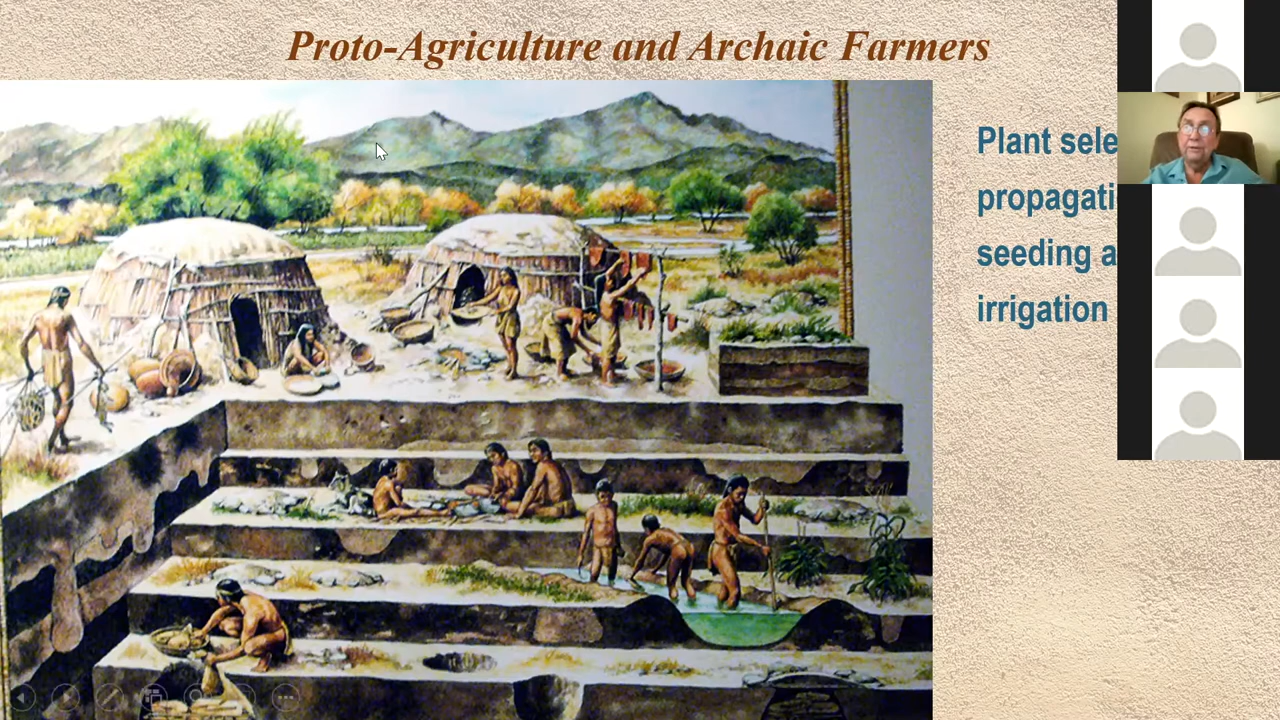 Proto-Agriculture and Archaic Farmers
Plant sele
propagati
seeding a
irrigation